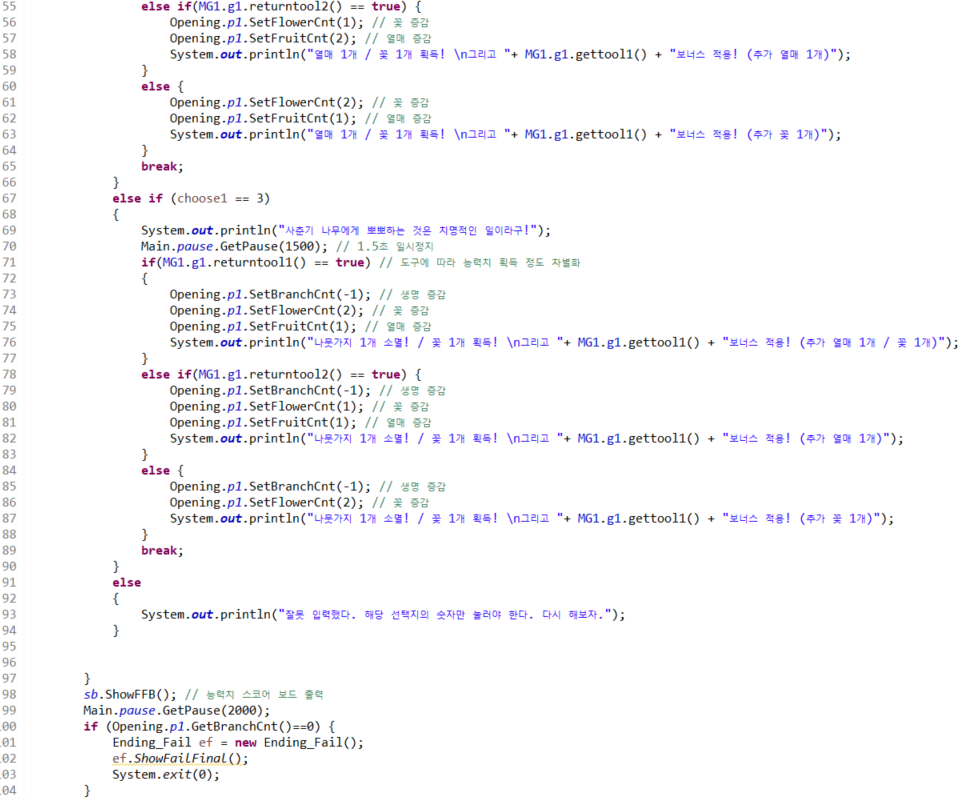 55 else if(MG1.g1.returntool2() == true) {
56 Opening.p1.SetFlowerCnt(1); // 꽃 증감
57 Opening.p1.SetFruitCnt(2); // 열매 증감
58 System.out.println("열매 1개 / 꽃 1개 획득! \n그리고 "+ MG1.g1.gettool1() + "보너스 적용! (추가 열매 1개)");
59 }
60 else {
61 Opening.p1.SetFlowerCnt(2); // 꽃 증감
62 Opening.p1.SetFruitCnt(1); // 열매 증감
63 System.out.println("열매 1개 / 꽃 1개 획득! \n그리고 "+ MG1.g1.gettool1() + "보너스 적용! (추가 꽃 1개)");
64 }
65 break;
66 }
67 else if (choose1 == 3)
68 {
69 System.out.println("사춘기 나무에게 뽀뽀하는 것은 치명적인 일이라구!");
70 Main.pause.GetPause(1500); // 1.5초 일시정지
71 if(MG1.g1.returntool1() == true) // 도구에 따라 능력치 획득 정도 차별화
72 {
73 Opening.p1.SetBranchCnt(-1); // 생명 증감
74 Opening.p1.SetFlowerCnt(2); // 꽃 증감
75 Opening.p1.SetFruitCnt(1); // 열매 증감
76 System.out.println("나뭇가지 1개 소멸! / 꽃 1개 획득! \n그리고 "+ MG1.g1.gettool1() + "보너스 적용! (추가 열매 1개 / 꽃 1개)");
77 }
78 else if(MG1.g1.returntool2() == true) {
79 Opening.p1.SetBranchCnt(-1); // 생명 증감
80 Opening.p1.SetFlowerCnt(1); // 꽃 증감
81 Opening.p1.SetFruitCnt(1); // 열매 증감
82 System.out.println("나뭇가지 1개 소멸! / 꽃 1개 획득! \n그리고 "+ MG1.g1.gettool1() + "보너스 적용! (추가 열매 1개)");
83 }
84 else {
85 Opening.p1.SetBranchCnt(-1); // 생명 증감
86 Opening.p1.SetFlowerCnt(2); // 꽃 증감
87 System.out.println("나뭇가지 1개 소멸! / 꽃 1개 획득! \n그리고 "+ MG1.g1.gettool1() + "보너스 적용! (추가 꽃 1개)");
88 }
89 break;
90 }
91 else
92 {
93 System.out.println("잘못 입력했다. 해당 선택지의 숫자만 눌러야 한다. 다시 해보자.");
94 }
95
96
97 }
98 sb.ShowFFB(); // 능력치 스코어 보드 출력
99 Main.pause.GetPause(2000);
00 if (Opening.p1.GetBranchCnt()==0) {
01 Ending_Fail ef = new Ending_Fail();
02 ef.ShowFailFinal();
03 System.exit(0);
04 }